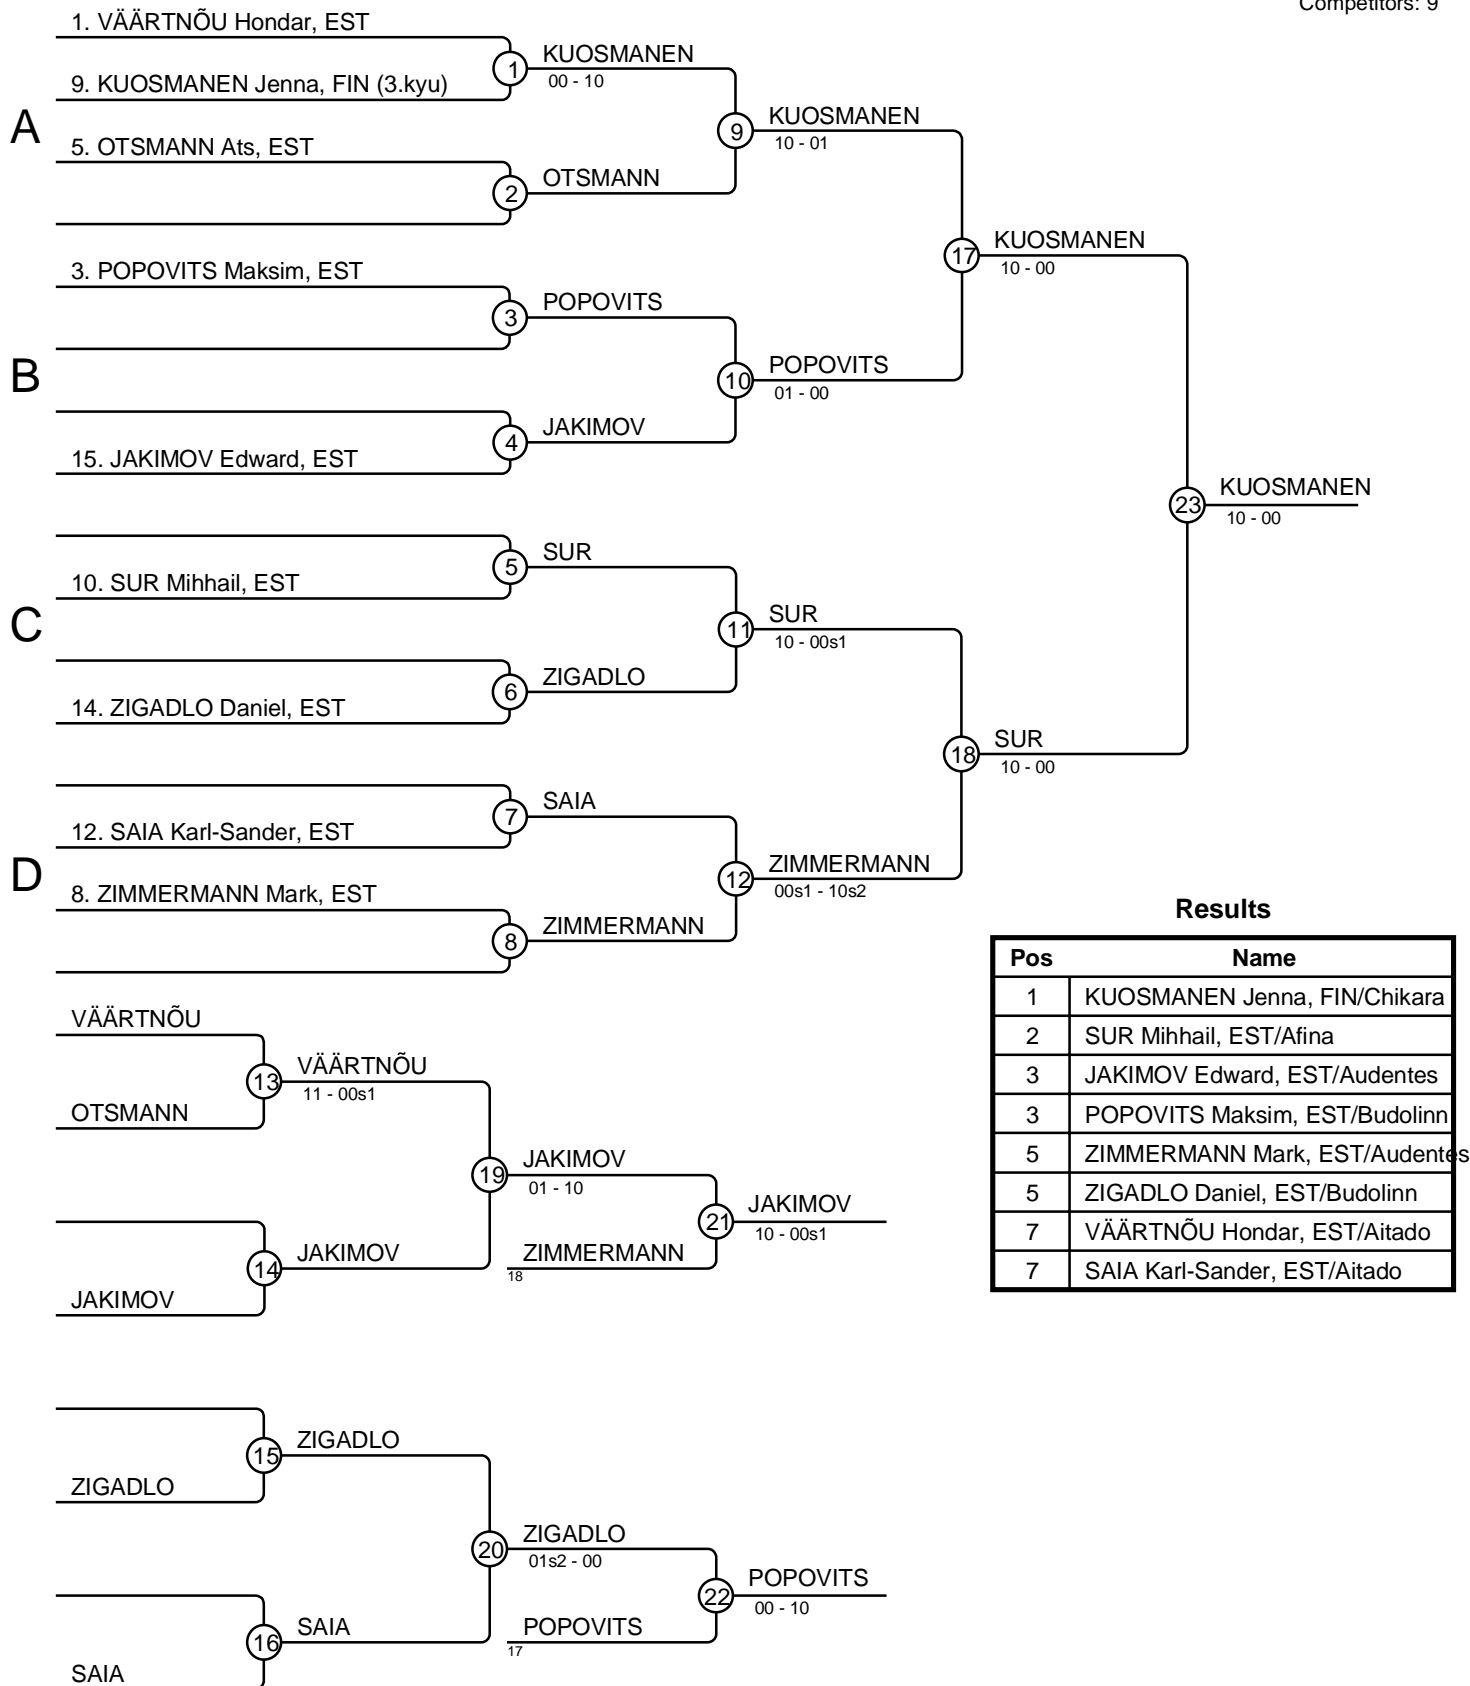 Competitors: 9
1. VÄÄRTNÕU Hondar, EST
1
KUOSMANEN
00 - 10
9. KUOSMANEN Jenna, FIN (3.kyu)
A
9
KUOSMANEN
10 - 01
5. OTSMANN Ats, EST
2
OTSMANN
17
KUOSMANEN
10 - 00
3. POPOVITS Maksim, EST
3
POPOVITS
B
10
POPOVITS
01 - 00
4
JAKIMOV
15. JAKIMOV Edward, EST
23
KUOSMANEN
10 - 00
5
SUR
10. SUR Mihhail, EST
C
11
SUR
10 - 00s1
6
ZIGADLO
14. ZIGADLO Daniel, EST
18
SUR
10 - 00
7
SAIA
12. SAIA Karl-Sander, EST
D
12
ZIMMERMANN
00s1 - 10s2
8. ZIMMERMANN Mark, EST
8
ZIMMERMANN
Results
Pos Name
1 KUOSMANEN Jenna, FIN/Chikara
2 SUR Mihhail, EST/Afina
3 JAKIMOV Edward, EST/Audentes
3 POPOVITS Maksim, EST/Budolinn
5 ZIMMERMANN Mark, EST/Audentes
5 ZIGADLO Daniel, EST/Budolinn
7 VÄÄRTNÕU Hondar, EST/Aitado
7 SAIA Karl-Sander, EST/Aitado
VÄÄRTNÕU
13
VÄÄRTNÕU
11 - 00s1
OTSMANN
19
JAKIMOV
01 - 10
21
JAKIMOV
10 - 00s1
14
JAKIMOV
ZIMMERMANN
18
JAKIMOV
15
ZIGADLO
ZIGADLO
20
ZIGADLO
01s2 - 00
22
POPOVITS
00 - 10
16
SAIA
POPOVITS
17
SAIA